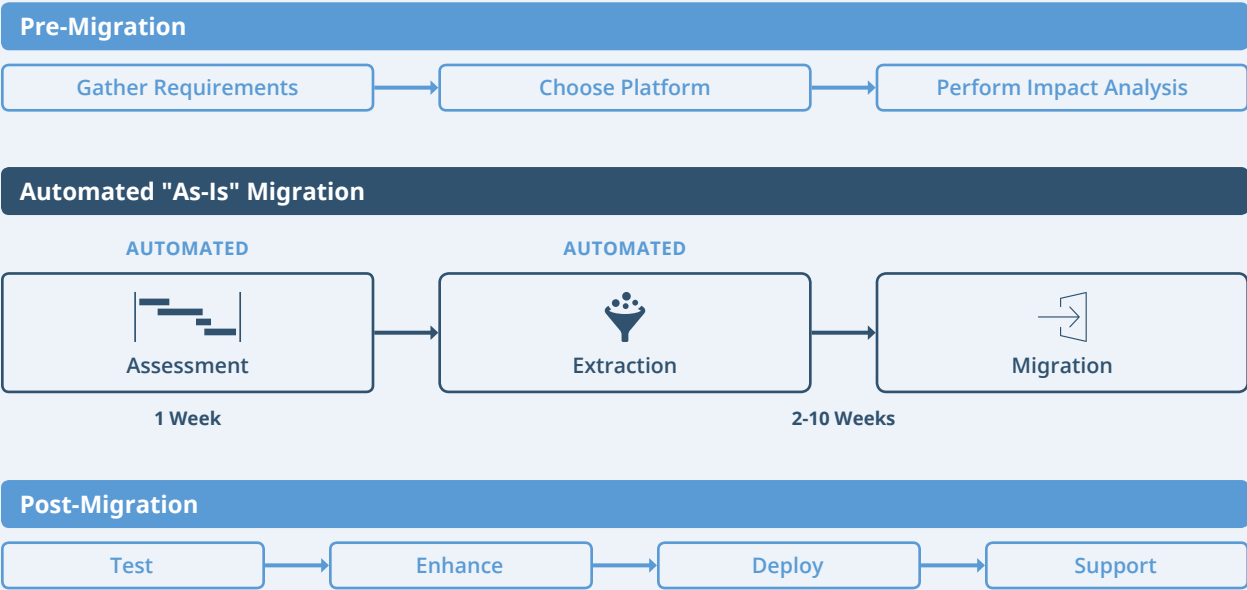 Pre-Migration
Gather Requirements
Choose Platform
Perform Impact Analysis
Automated "As-Is" Migration
AUTOMATED
AUTOMATED
Assessment
Extraction
Migration
1 Week
2-10 Weeks
Post-Migration
Test
Enhance
Deploy
Support